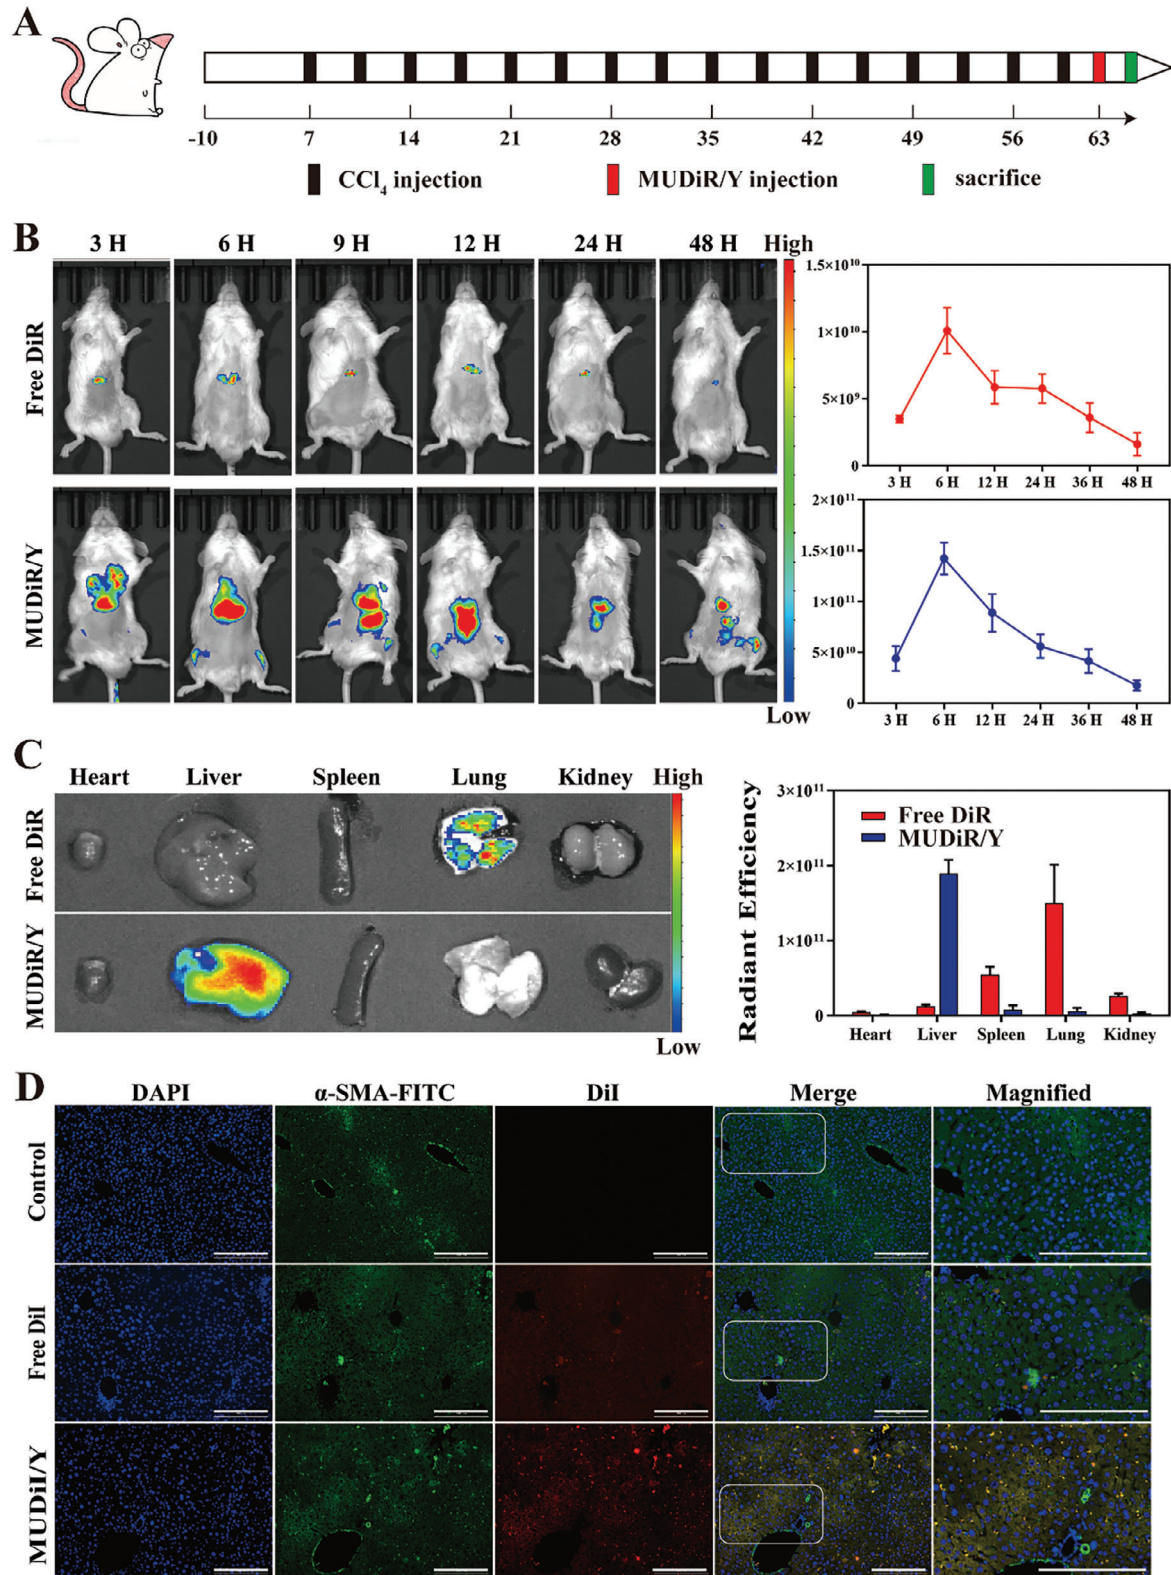 A
-10 7 14 21 28 35 42 49 56 63
CCl4 injection MUDiR/Y injection sacrifice
B
3 H 6 H 9 H 12 H 24 H 48 H High
Free DiR
MUDiR/Y
Low
1.5×10¹⁰
1×10¹⁰
5×10⁹
0
3 H 6 H 12 H 24 H 36 H 48 H
2×10¹¹
1.5×10¹¹
1×10¹¹
5×10¹⁰
0
3 H 6 H 12 H 24 H 36 H 48 H
C
Heart Liver Spleen Lung Kidney High
Free DiR
MUDiR/Y
Low
Radiant Efficiency
3×10¹¹
2×10¹¹
1×10¹¹
0
Free DiR
MUDiR/Y
Heart Liver Spleen Lung Kidney
D
DAPI α-SMA-FITC DiI Merge Magnified
Control
Free DiI
MUDiI/Y